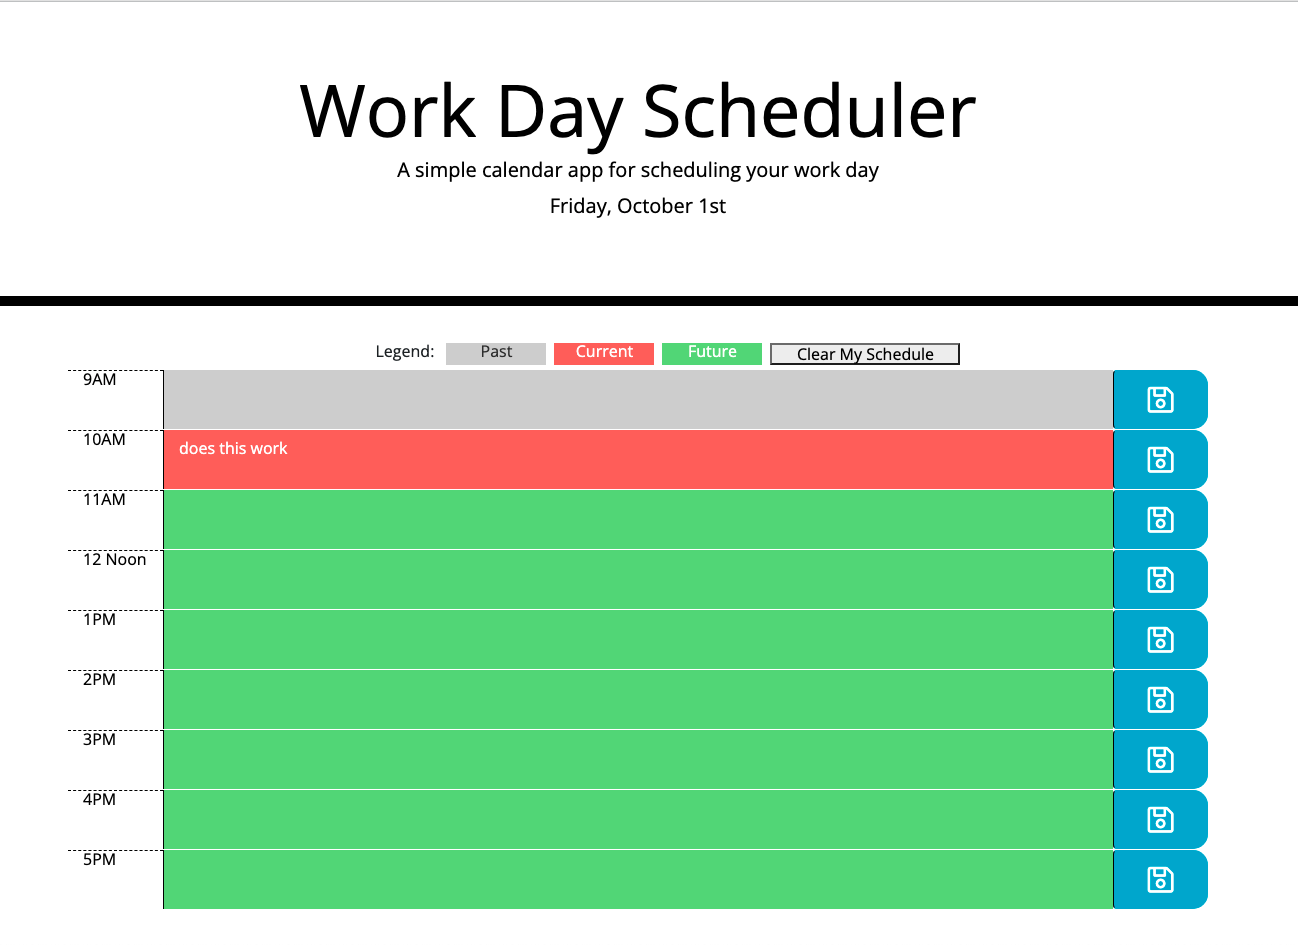 Work Day Scheduler
A simple calendar app for scheduling your work day
Friday, October 1st
Legend: Past Current Future Clear My Schedule
9AM
10AM does this work
11AM
12 Noon
1PM
2PM
3PM
4PM
5PM